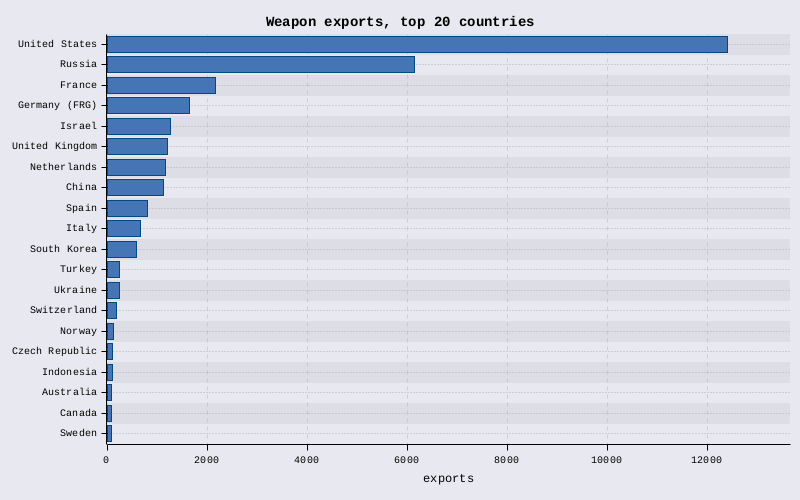 Weapon exports, top 20 countries
United States
Russia
France
Germany (FRG)
Israel
United Kingdom
Netherlands
China
Spain
Italy
South Korea
Turkey
Ukraine
Switzerland
Norway
Czech Republic
Indonesia
Australia
Canada
Sweden
0 2000 4000 6000 8000 10000 12000
exports